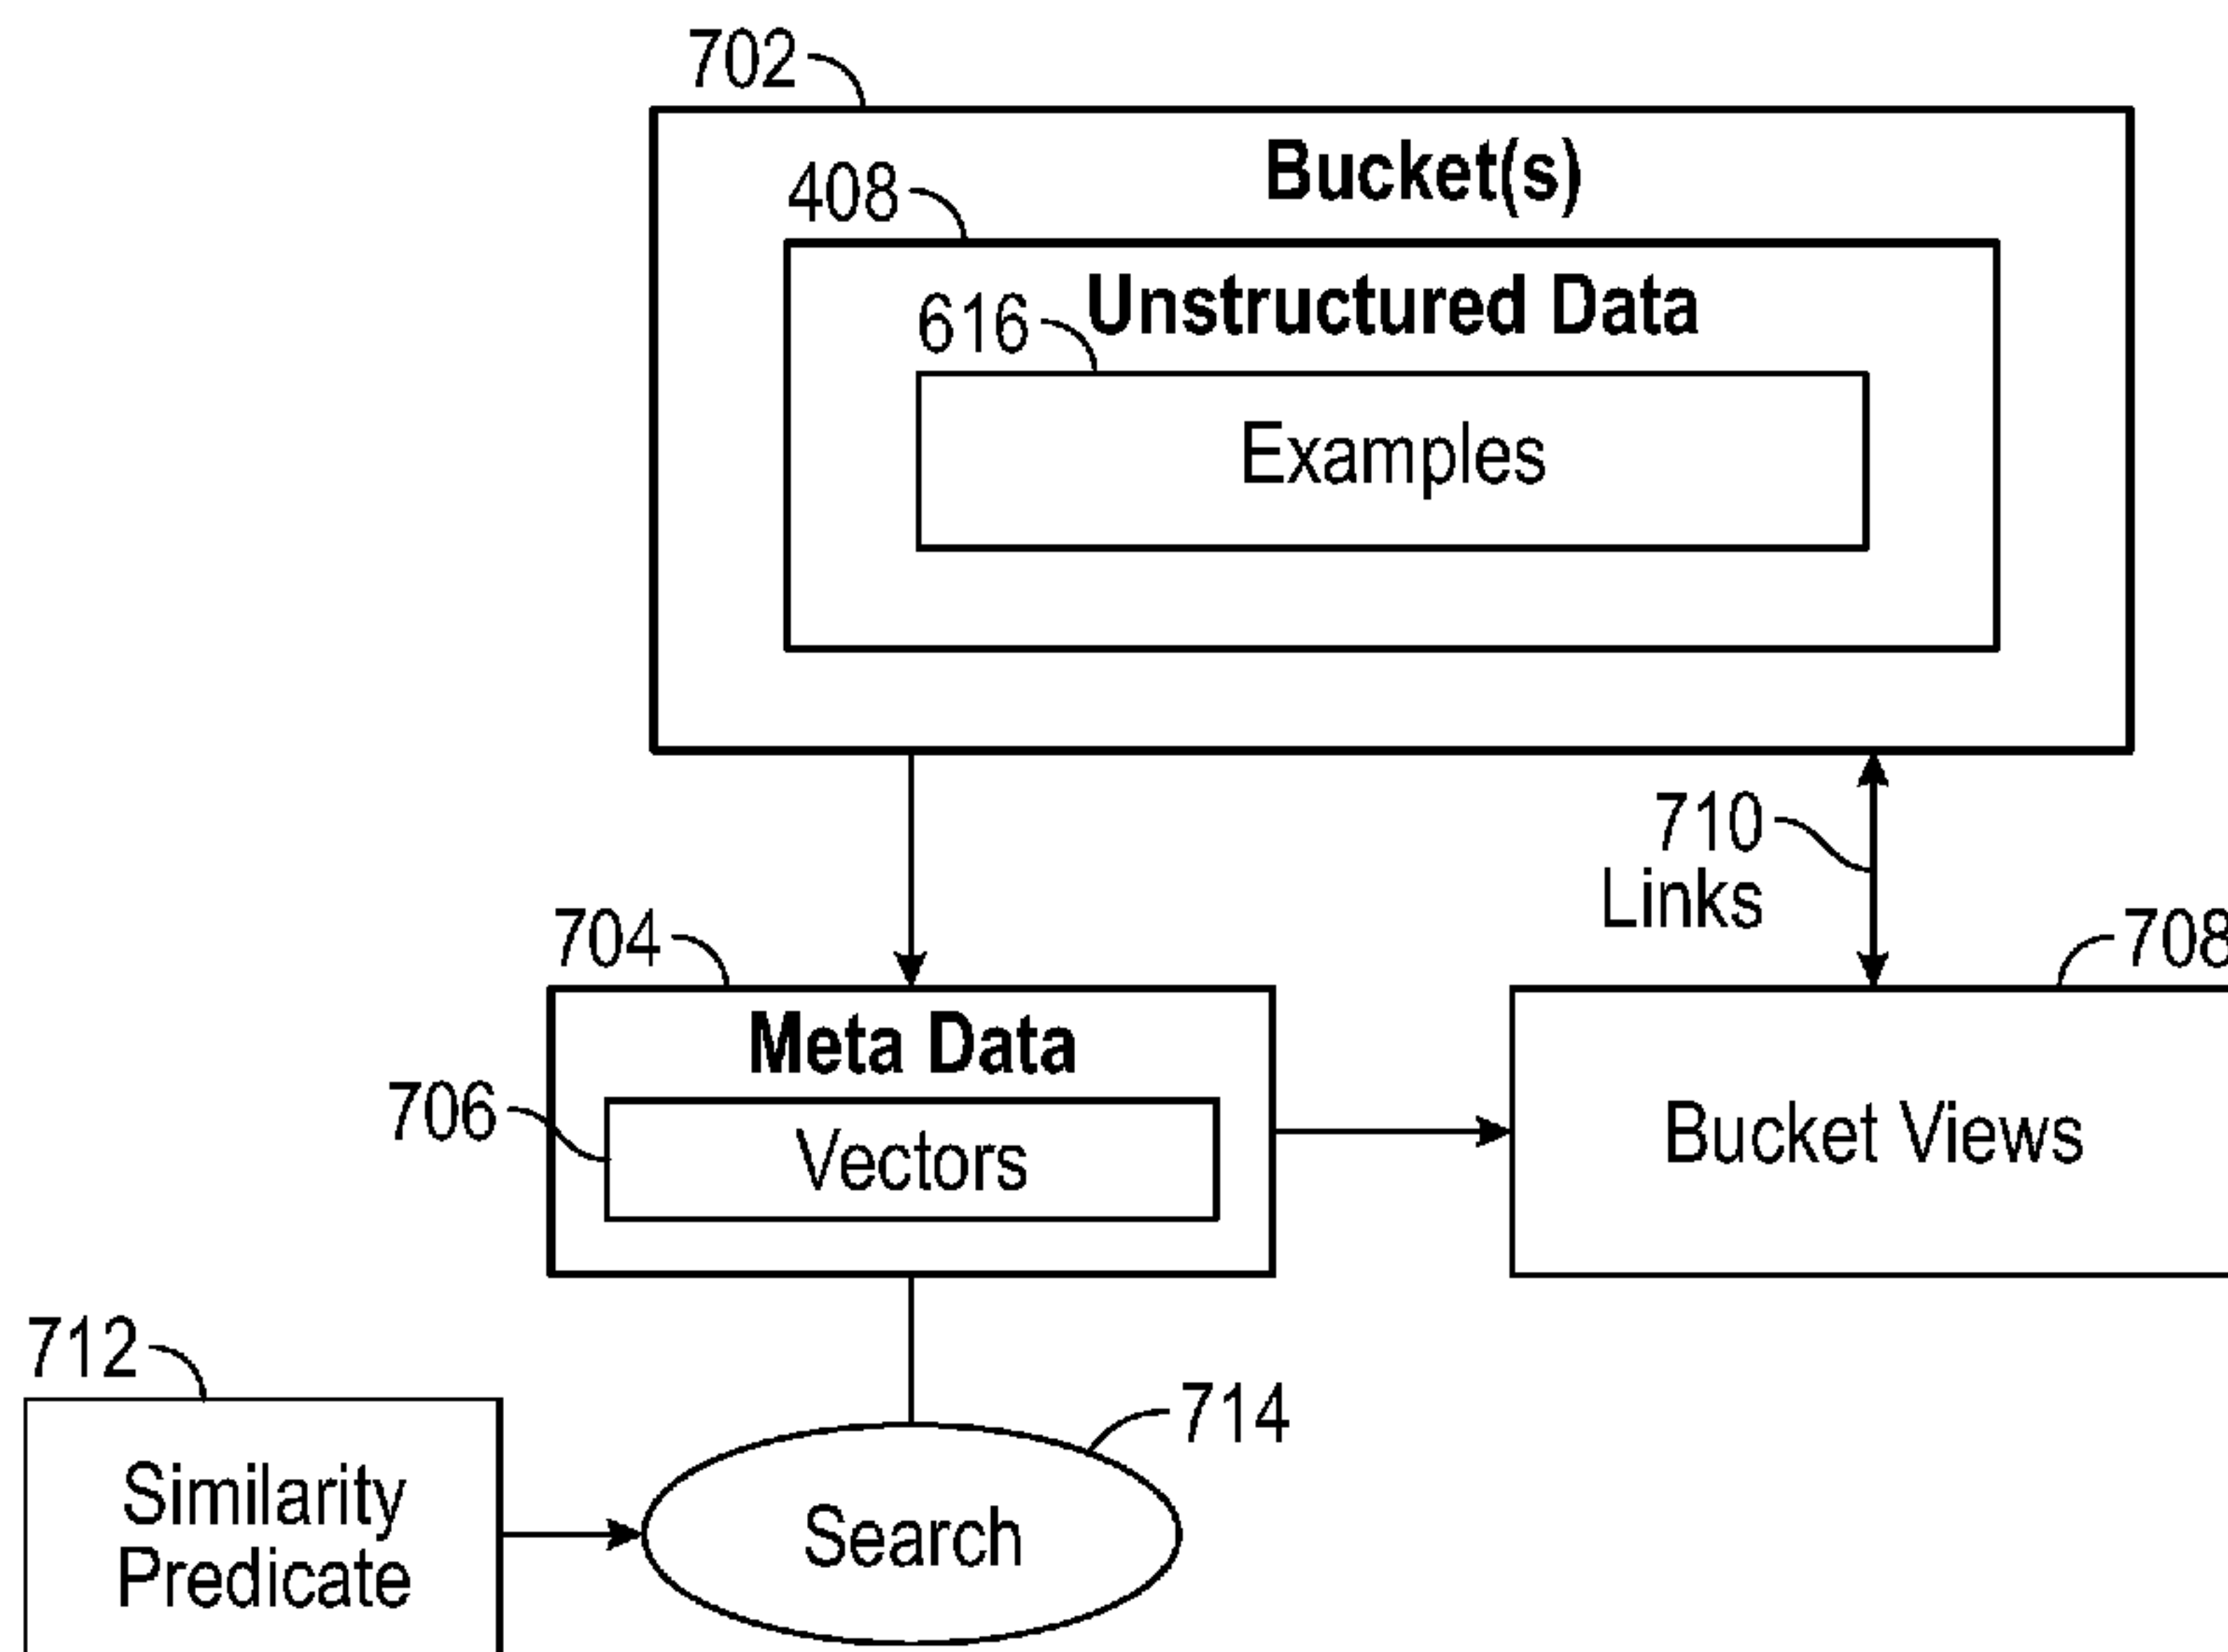 702
Bucket(s)
408
Unstructured Data
616
Examples
710
Links
704
708
Meta Data
706
Vectors
Bucket Views
712
714
Similarity
Predicate
Search